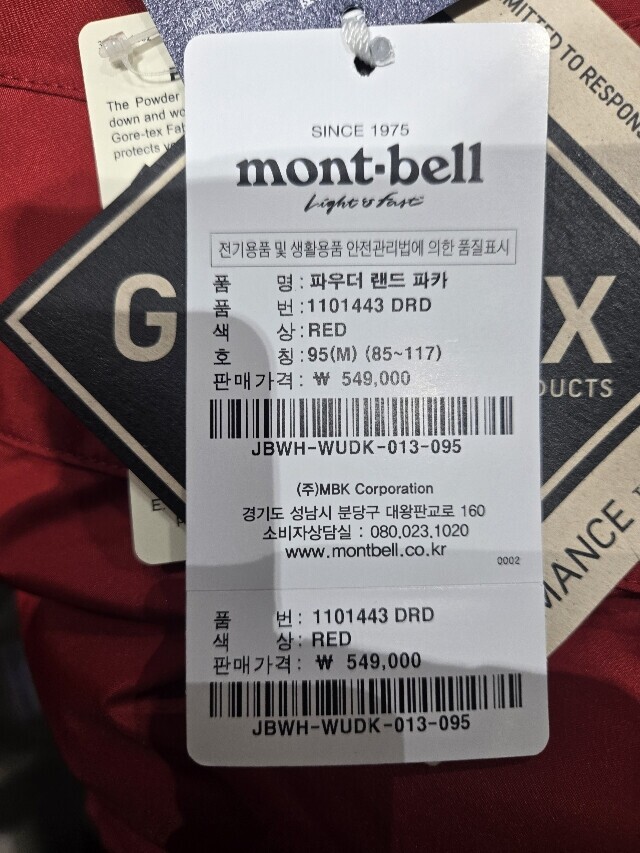 The Powder
down and wo
Gore-tex Fa
protects
MITTED TO RESPON
SINCE 1975
mont-bell
Light & Fast
전기용품 및 생활용품 안전관리법에 의한 품질표시
품 명 : 파우더 랜드 파카
품 번 : 1101443 DRD
색 상 : RED
호 칭 : 95(M) (85~117)
판매가격 : ₩ 549,000
JBWH-WUDK-013-095
G X
DUCTS
(주)MBK Corporation
경기도 성남시 분당구 대왕판교로 160
소비자상담실 : 080.023.1020
www.montbell.co.kr
0002
MANCE
품 번 : 1101443 DRD
색 상 : RED
판매가격 : ₩ 549,000
JBWH-WUDK-013-095